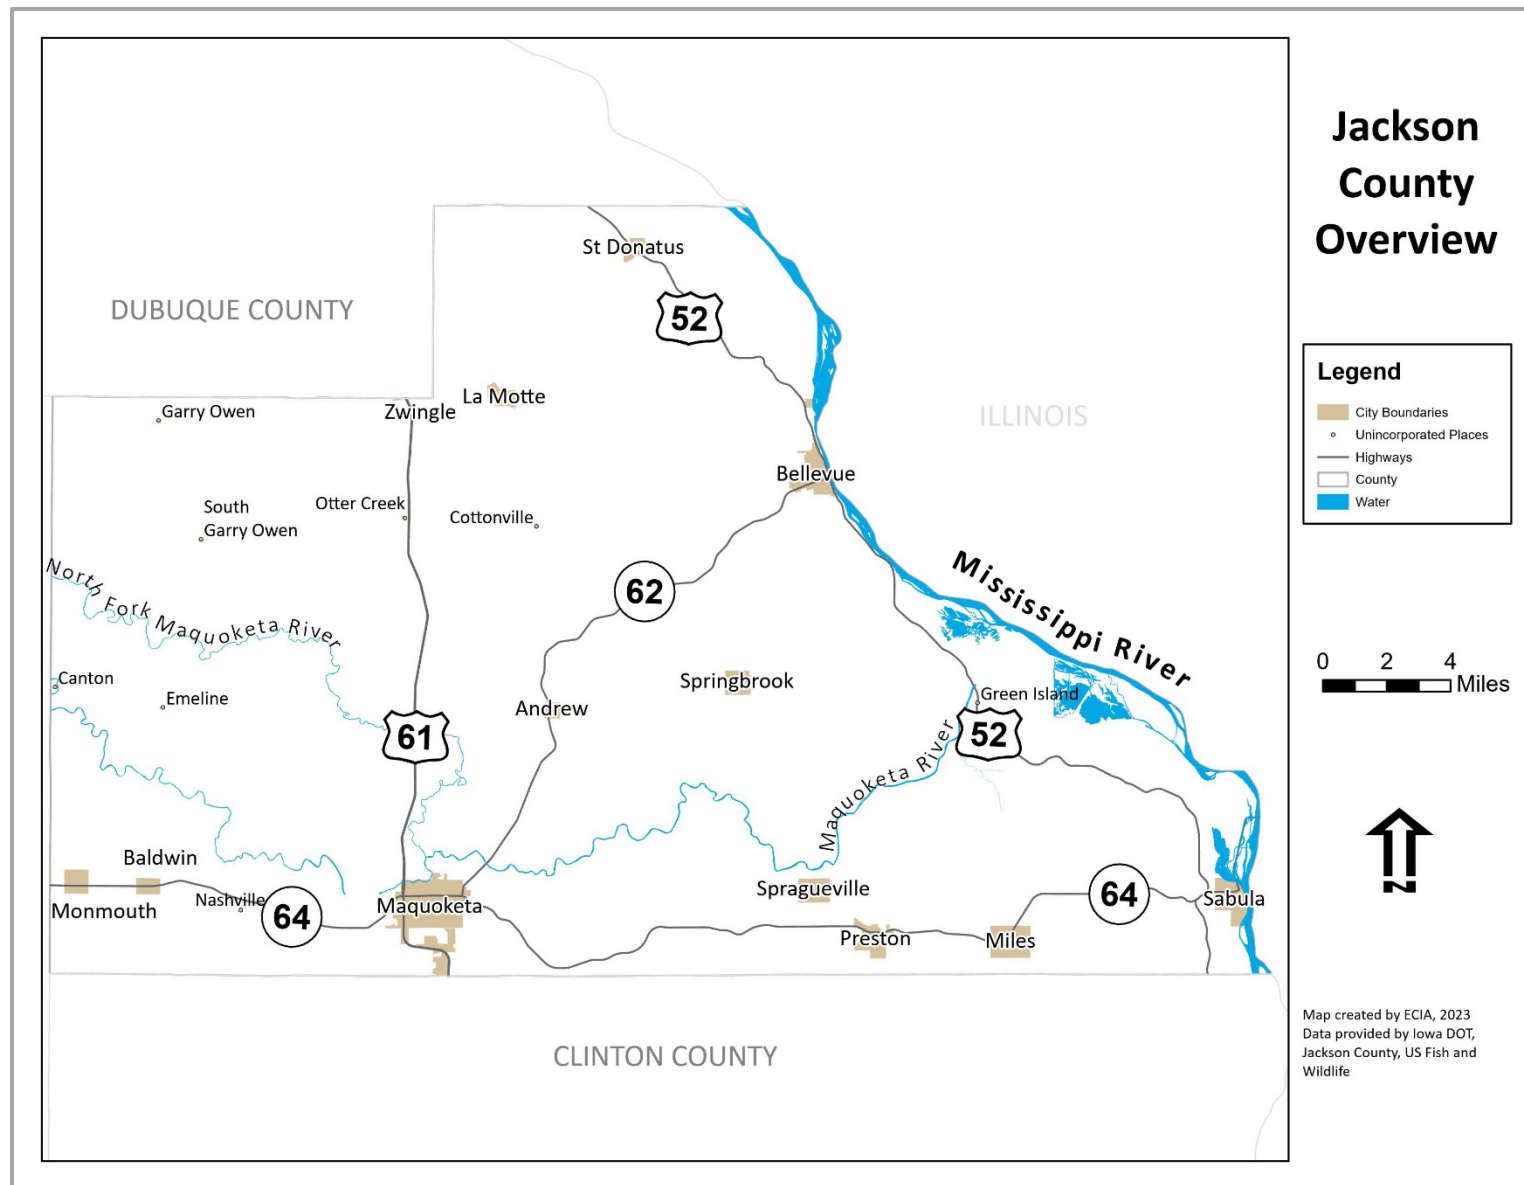 Jackson
County
Overview
St Donatus
52
DUBUQUE COUNTY
La Motte
Zwingle
Garry Owen
ILLINOIS
Bellevue
South
Garry Owen
Otter Creek
Cottonville
North Fork Maquoketa River
62
Mississippi River
Canton
Emeline
Springbrook
Andrew
Green Island
61
52
Maquoketa River
Baldwin
Monmouth
Nashville
64
Maquoketa
Spragueville
64
Sabula
Preston
Miles
CLINTON COUNTY
Legend
City Boundaries
Unincorporated Places
Highways
County
Water
0 2 4
Miles
N
Map created by ECIA, 2023
Data provided by Iowa DOT,
Jackson County, US Fish and
Wildlife